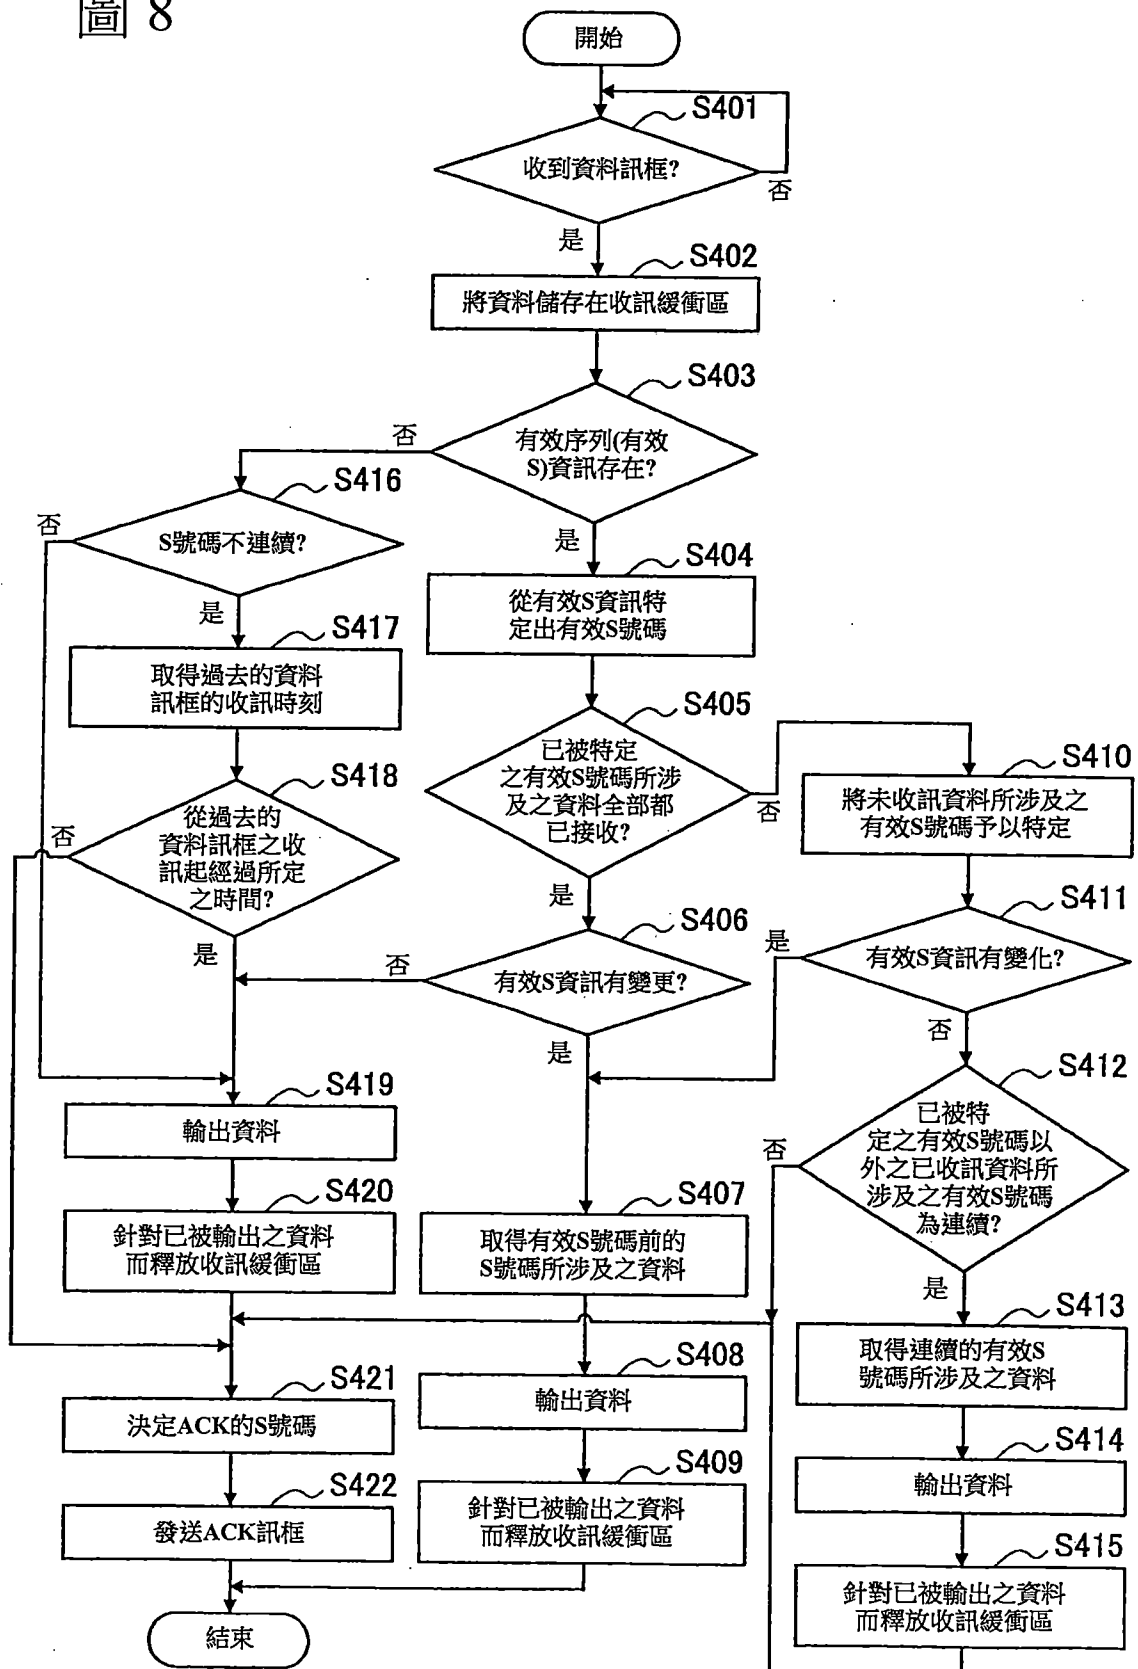 圖 8
開始
S401
收到資料訊框?
否
是
S402
將資料儲存在收訊緩衝區
S403
有效序列(有效
S)資訊存在?
否
是
S416
S號碼不連續?
否
是
S404
從有效S資訊特
定出有效S號碼
S417
取得過去的資料
訊框的收訊時刻
S405
已被特定
之有效S號碼所涉
及之資料全部都
已接收?
否
是
S410
將未收訊資料所涉及之
有效S號碼予以特定
S418
從過去的
資料訊框之收
訊起經過所定
之時間?
否
是
S406
有效S資訊有變更?
否
是
S411
有效S資訊有變化?
是
否
S412
已被特
定之有效S號碼以
外之已收訊資料所
涉及之有效S號碼
為連續?
否
是
S419
輸出資料
S420
針對已被輸出之資料
而釋放收訊緩衝區
S407
取得有效S號碼前的
S號碼所涉及之資料
S413
取得連續的有效S
號碼所涉及之資料
S408
輸出資料
S421
決定ACK的S號碼
S414
輸出資料
S409
針對已被輸出之資料
而釋放收訊緩衝區
S422
發送ACK訊框
S415
針對已被輸出之資料
而釋放收訊緩衝區
結束